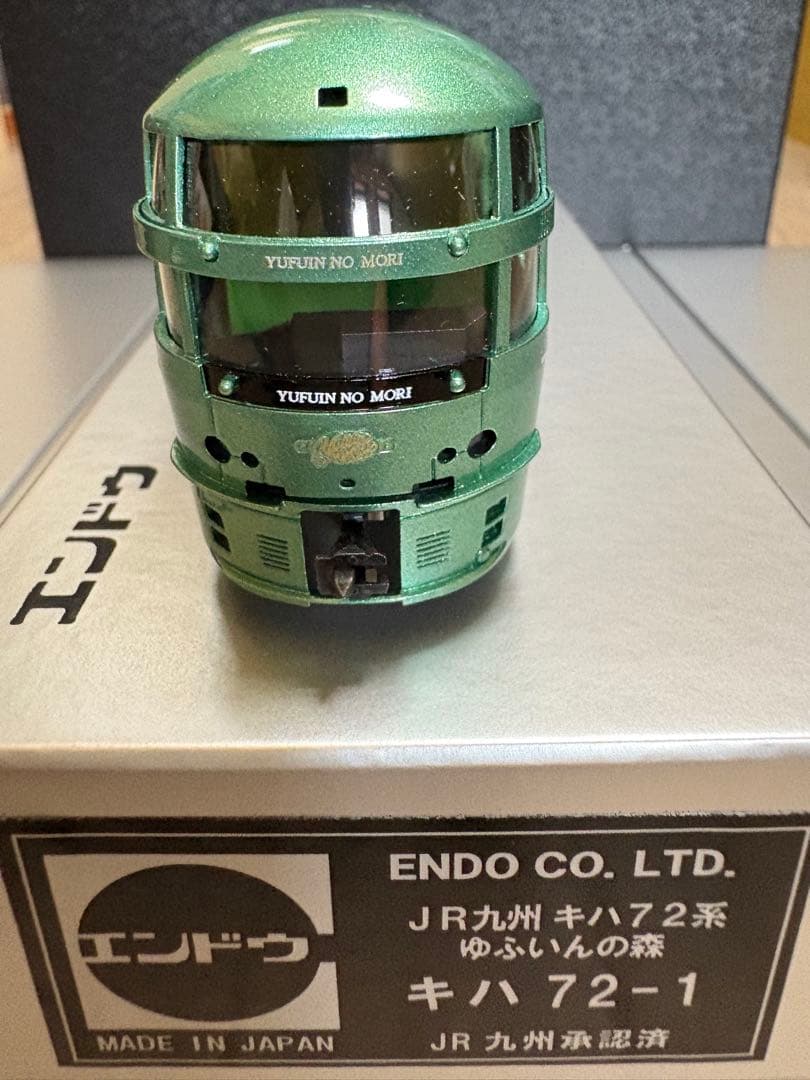 YUFUIN NO MORI
YUFUIN NO MORI
エンドウ
ENDO CO. LTD.
JR九州 キハ72系
ゆふいんの森
エンドウ
キハ 72-1
MADE IN JAPAN
JR 九州承認済